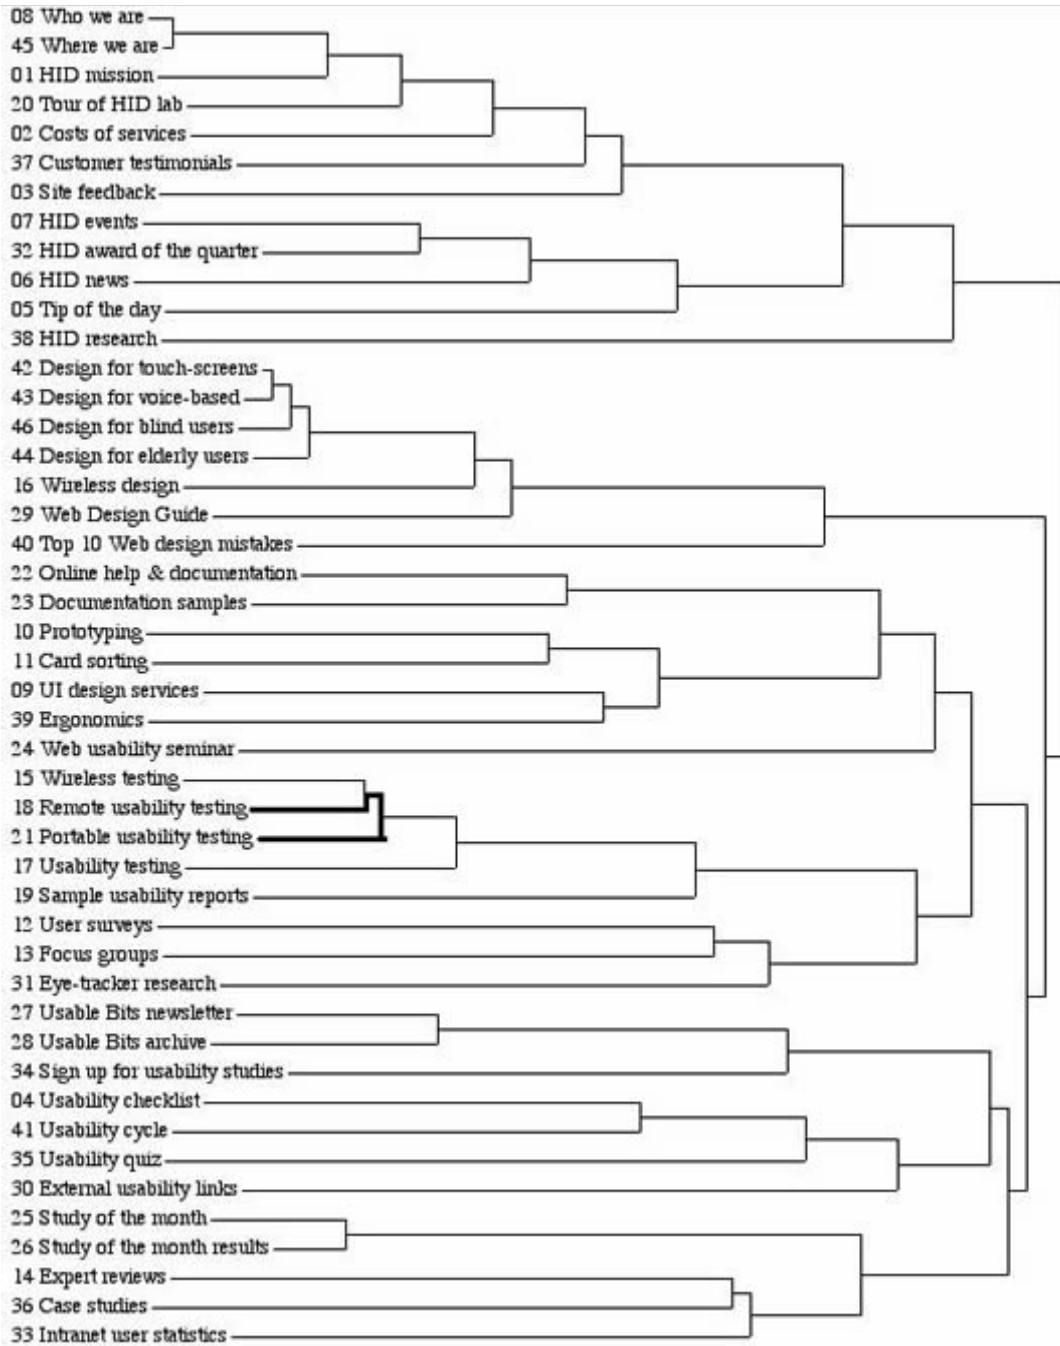 08 Who we are
45 Where we are
01 HID mission
20 Tour of HID lab
02 Costs of services
37 Customer testimonials
03 Site feedback
07 HID events
32 HID award of the quarter
06 HID news
05 Tip of the day
38 HID research
42 Design for touch-screens
43 Design for voice-based
46 Design for blind users
44 Design for elderly users
16 Wireless design
29 Web Design Guide
40 Top 10 Web design mistakes
22 Online help & documentation
23 Documentation samples
10 Prototyping
11 Card sorting
09 UI design services
39 Ergonomics
24 Web usability seminar
15 Wireless testing
18 Remote usability testing
21 Portable usability testing
17 Usability testing
19 Sample usability reports
12 User surveys
13 Focus groups
31 Eye-tracker research
27 Usable Bits newsletter
28 Usable Bits archive
34 Sign up for usability studies
04 Usability checklist
41 Usability cycle
35 Usability quiz
30 External usability links
25 Study of the month
26 Study of the month results
14 Expert reviews
36 Case studies
33 Intranet user statistics